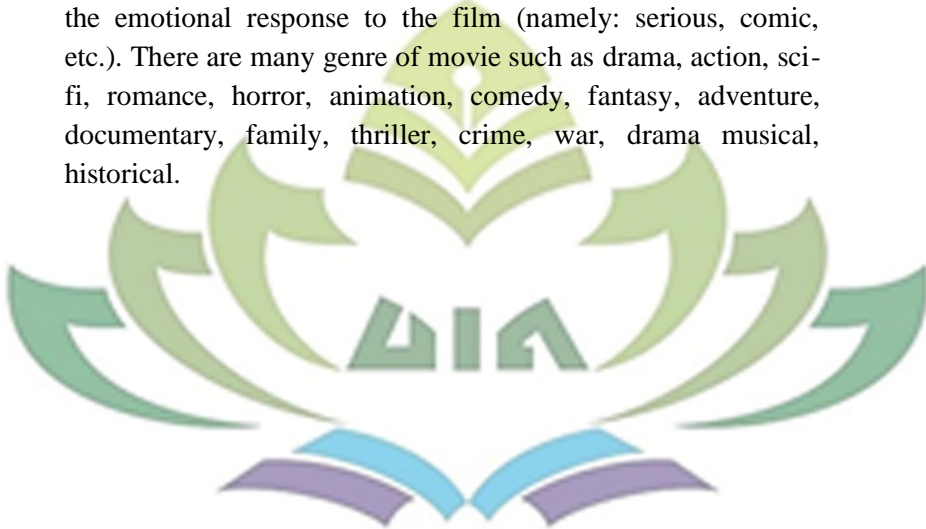 the emotional response to the film (namely: serious, comic,
etc.). There are many genre of movie such as drama, action, sci-
fi, romance, horror, animation, comedy, fantasy, adventure,
documentary, family, thriller, crime, war, drama musical,
historical.